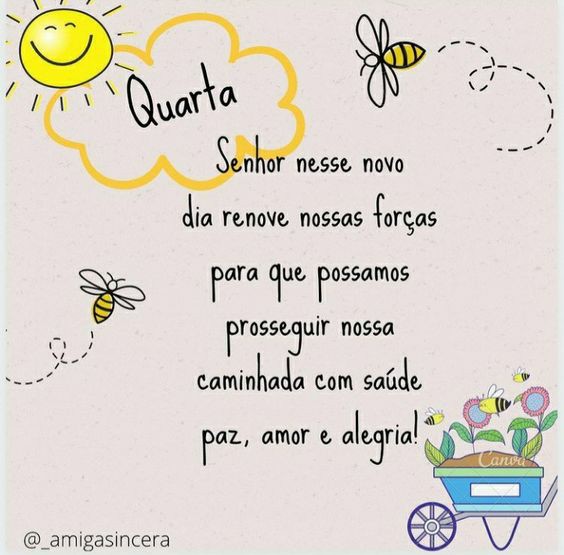 Quarta
Senhor nesse novo
dia renove nossas forças
para que possamos
prosseguir nossa
caminhada com saúde
paz, amor e alegria!
Canva
@_amigasincera